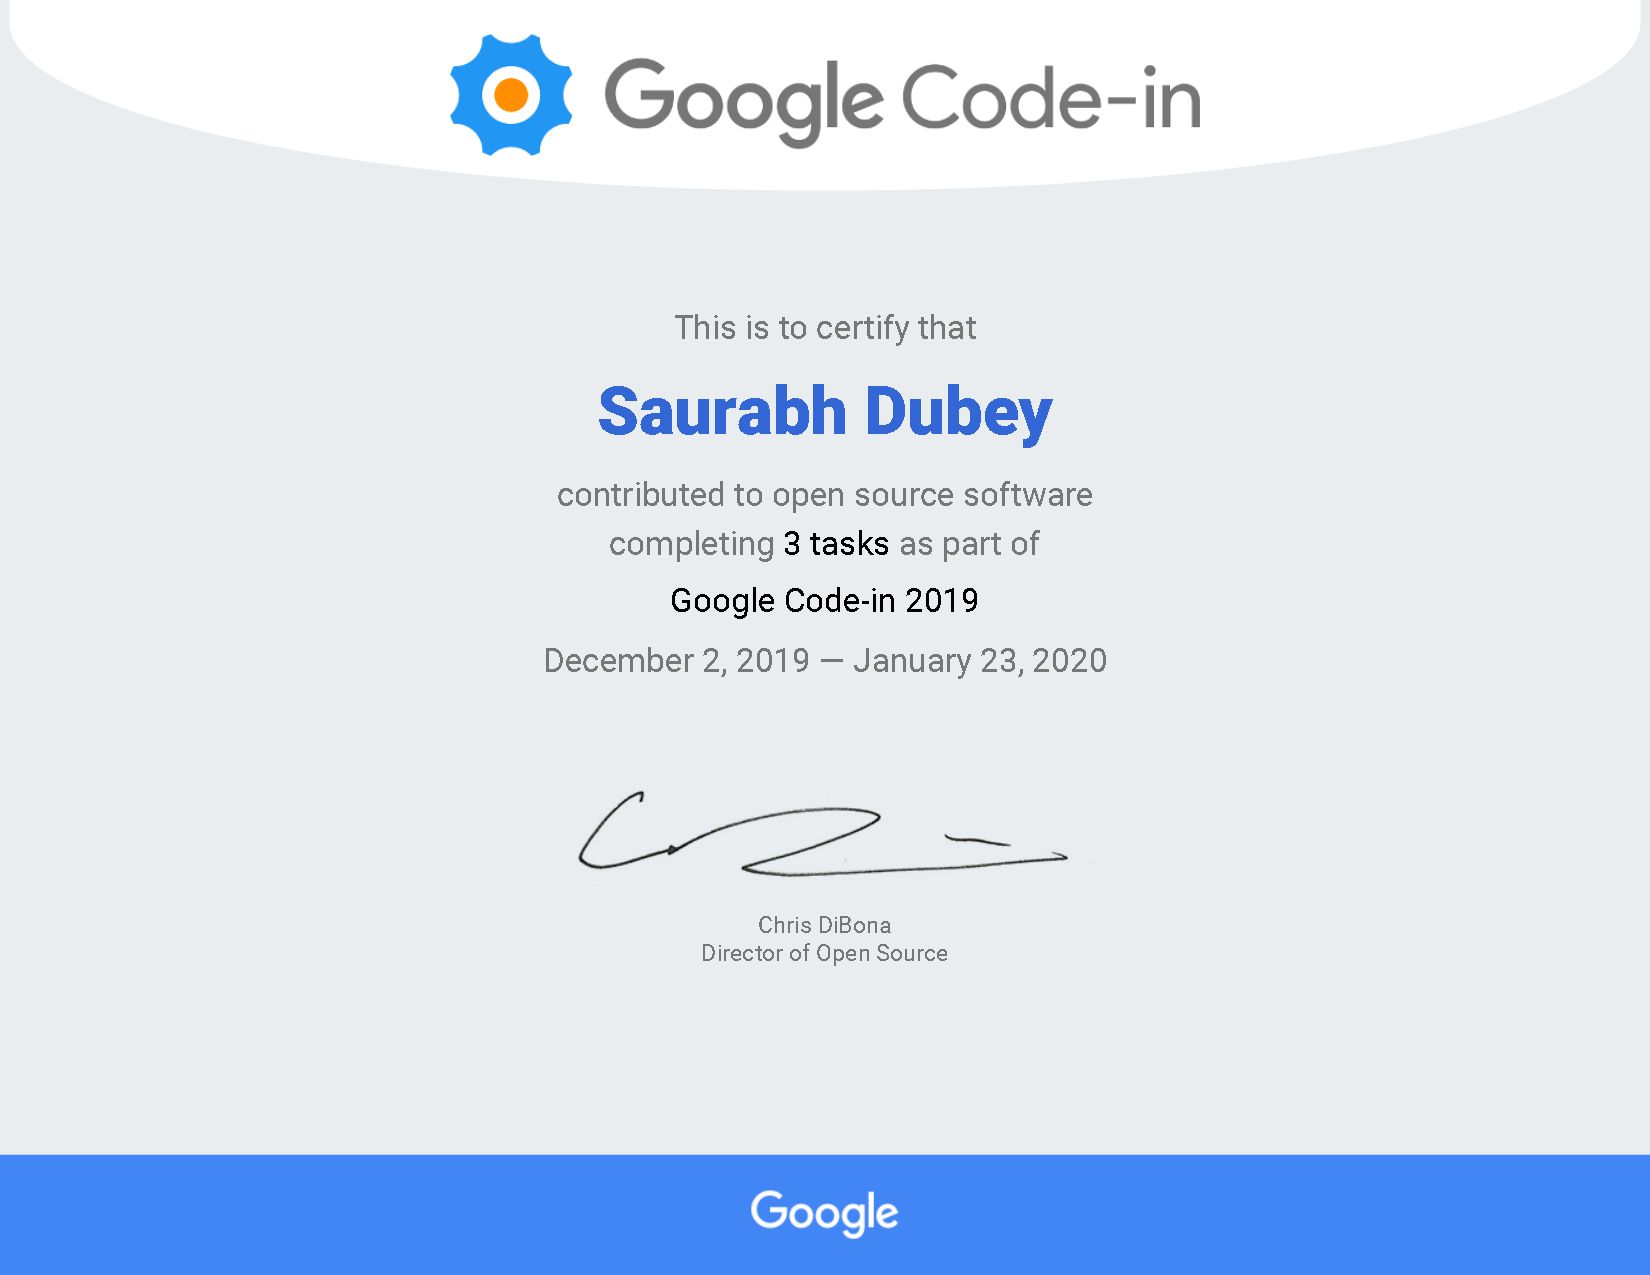 Google Code-in
This is to certify that
Saurabh Dubey
contributed to open source software
completing 3 tasks as part of
Google Code-in 2019
December 2, 2019 — January 23, 2020
Chris DiBona
Director of Open Source
Google